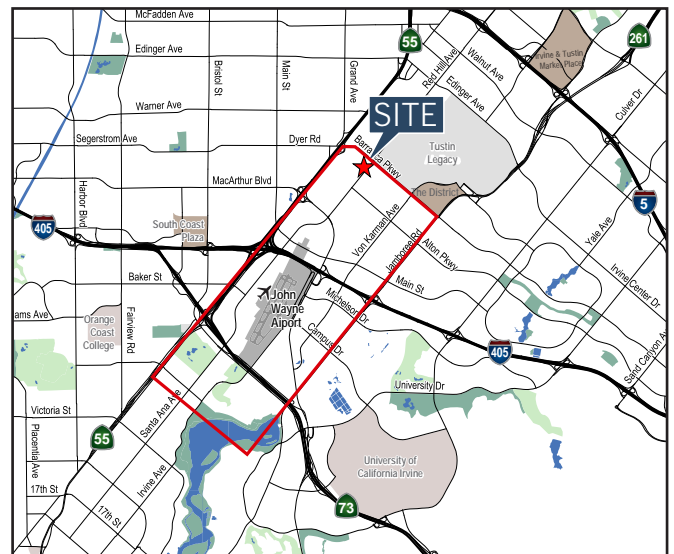 McFadden Ave
55
261
Edinger Ave
Bristol St
Main St
Grand Ave
Red Hill Ave
Walnut Ave
Irvine & Tustin
Market Place
Edinger Ave
Culver Dr
Warner Ave
SITE
Segerstrom Ave
Dyer Rd
Barranca Pkwy
Tustin
Legacy
MacArthur Blvd
The District
Harbor Blvd
5
405
South Coast
Plaza
Von Karman Ave
Jamboree Rd
Alton Pkwy
Yale Ave
Baker St
Main St
Irvine Center Dr
John
Wayne
Aiport
Michelson Dr
ams Ave
Orange
Coast
College
Fairview Rd
Campus Dr
405
Sand Canyon Av
University Dr
Santa Ana Ave
Victoria St
55
Placentia Ave
Irvine Ave
University of
California Irvine
17th St
17th St
73